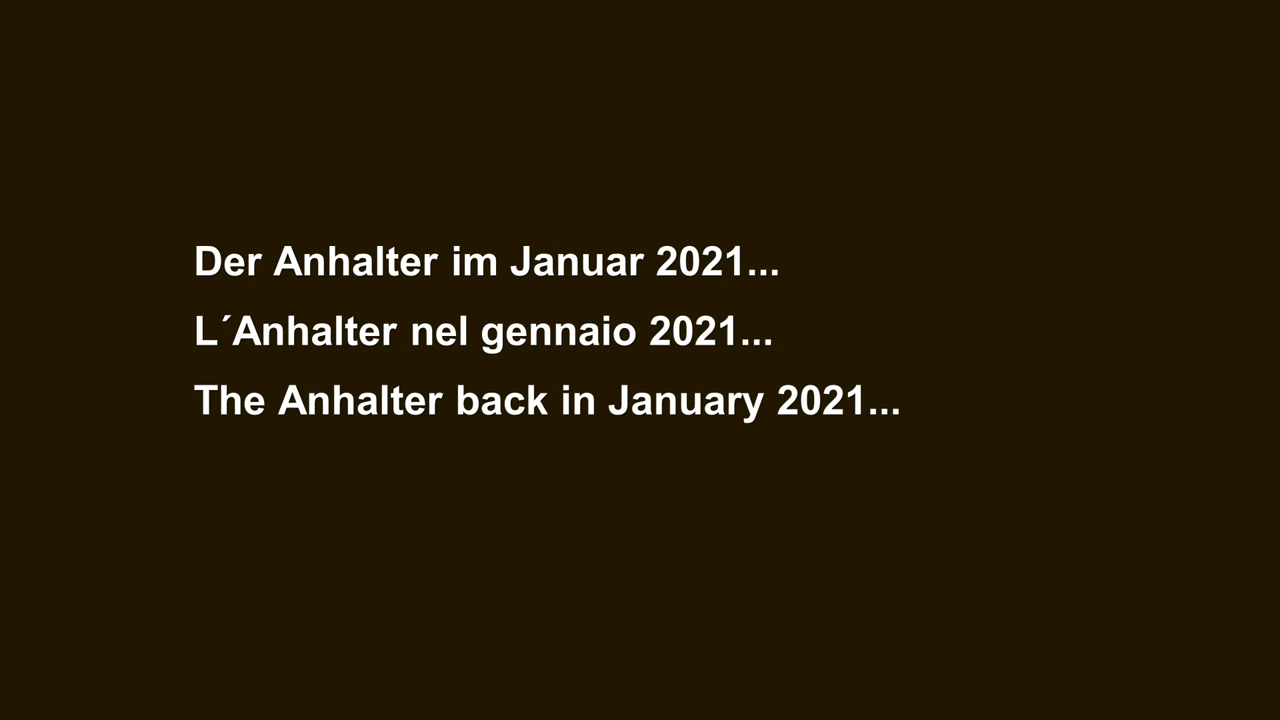 Der Anhalter im Januar 2021...
L´Anhalter nel gennaio 2021...
The Anhalter back in January 2021...